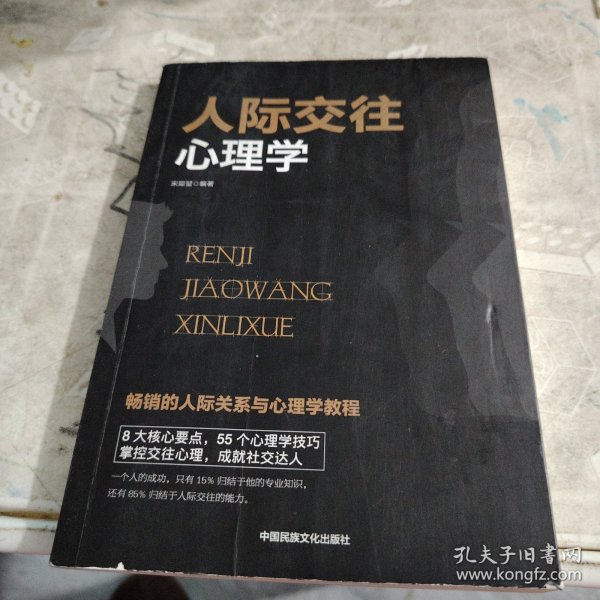 人际交往
心理学
宋犀堃◎编著
RENJI
JIAOWANG
XINLIXUE
畅销的人际关系与心理学教程
8大核心要点，55个心理学技巧
掌控交往心理，成就社交达人
一个人的成功，只有15%归结于他的专业知识，
还有85%归结于人际交往的能力。
中国民族文化出版社
孔夫子旧书网
www.kongfz.com